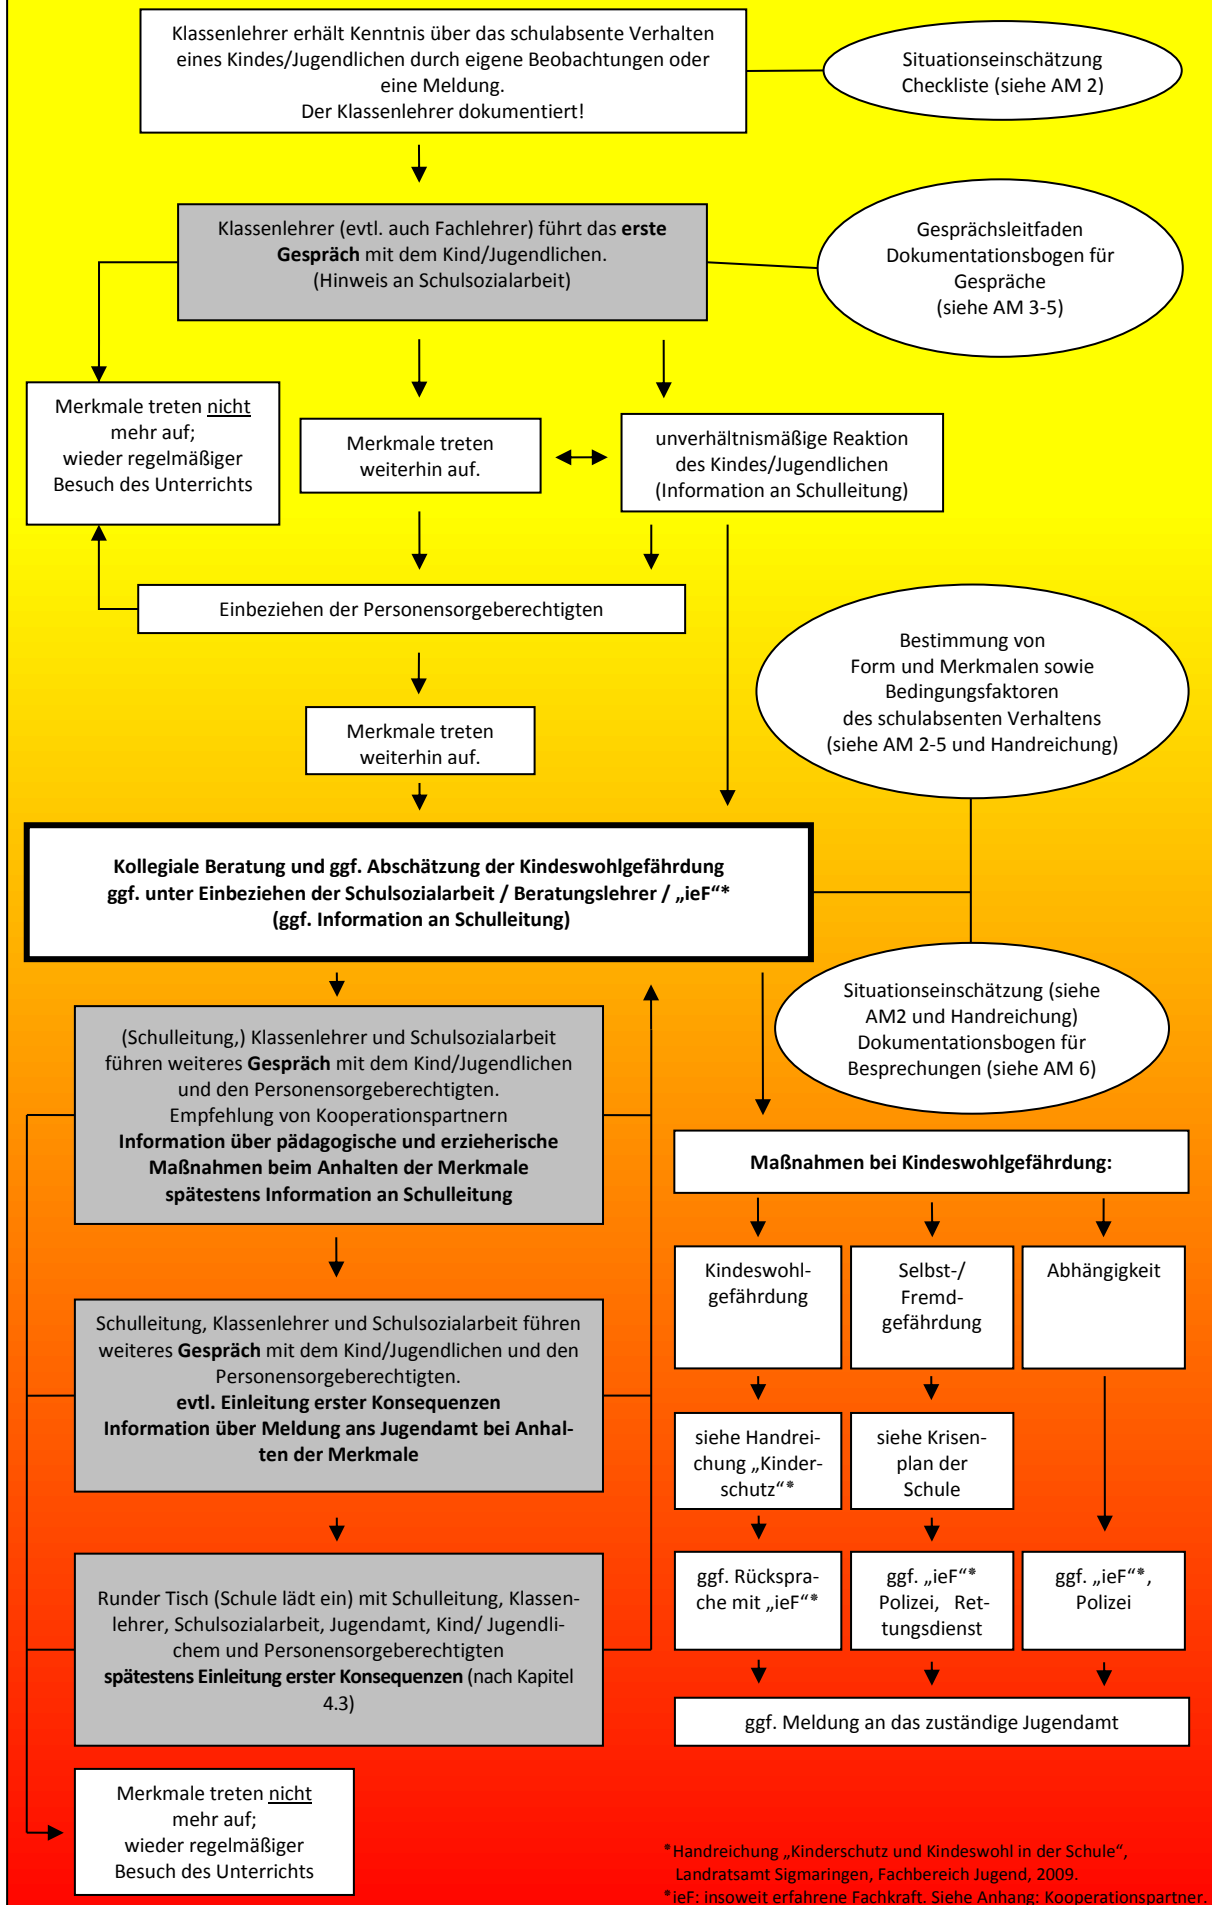 Klassenlehrer erhält Kenntnis über das schulabsente Verhalten
eines Kindes/Jugendlichen durch eigene Beobachtungen oder
eine Meldung.
Der Klassenlehrer dokumentiert!
Situationseinschätzung
Checkliste (siehe AM 2)
Klassenlehrer (evtl. auch Fachlehrer) führt das erste
Gespräch mit dem Kind/Jugendlichen.
(Hinweis an Schulsozialarbeit)
Gesprächsleitfaden
Dokumentationsbogen für
Gespräche
(siehe AM 3-5)
Merkmale treten nicht
mehr auf;
wieder regelmäßiger
Besuch des Unterrichts
Merkmale treten
weiterhin auf.
unverhältnismäßige Reaktion
des Kindes/Jugendlichen
(Information an Schulleitung)
Einbeziehen der Personensorgeberechtigten
Bestimmung von
Form und Merkmalen sowie
Bedingungsfaktoren
des schulabsenten Verhaltens
(siehe AM 2-5 und Handreichung)
Merkmale treten
weiterhin auf.
Kollegiale Beratung und ggf. Abschätzung der Kindeswohlgefährdung
ggf. unter Einbeziehen der Schulsozialarbeit / Beratungslehrer / „ieF“*
(ggf. Information an Schulleitung)
Situationseinschätzung (siehe
AM2 und Handreichung)
Dokumentationsbogen für
Besprechungen (siehe AM 6)
(Schulleitung,) Klassenlehrer und Schulsozialarbeit
führen weiteres Gespräch mit dem Kind/Jugendlichen
und den Personensorgeberechtigten.
Empfehlung von Kooperationspartnern
Information über pädagogische und erzieherische
Maßnahmen beim Anhalten der Merkmale
spätestens Information an Schulleitung
Maßnahmen bei Kindeswohlgefährdung:
Kindeswohl-
gefährdung
Selbst-/
Fremd-
gefährdung
Abhängigkeit
Schulleitung, Klassenlehrer und Schulsozialarbeit führen
weiteres Gespräch mit dem Kind/Jugendlichen und den
Personensorgeberechtigten.
evtl. Einleitung erster Konsequenzen
Information über Meldung ans Jugendamt bei Anhal-
ten der Merkmale
siehe Handrei-
chung „Kinder-
schutz“*
siehe Krisen-
plan der
Schule
Runder Tisch (Schule lädt ein) mit Schulleitung, Klassen-
lehrer, Schulsozialarbeit, Jugendamt, Kind/ Jugendli-
chem und Personensorgeberechtigten
spätestens Einleitung erster Konsequenzen (nach Kapitel
4.3)
ggf. Rückspra-
che mit „ieF“*
ggf. „ieF“*
Polizei, Ret-
tungsdienst
ggf. „ieF“*,
Polizei
ggf. Meldung an das zuständige Jugendamt
Merkmale treten nicht
mehr auf;
wieder regelmäßiger
Besuch des Unterrichts
*Handreichung „Kinderschutz und Kindeswohl in der Schule“,
Landratsamt Sigmaringen, Fachbereich Jugend, 2009.
*ieF: insoweit erfahrene Fachkraft. Siehe Anhang: Kooperationspartner.